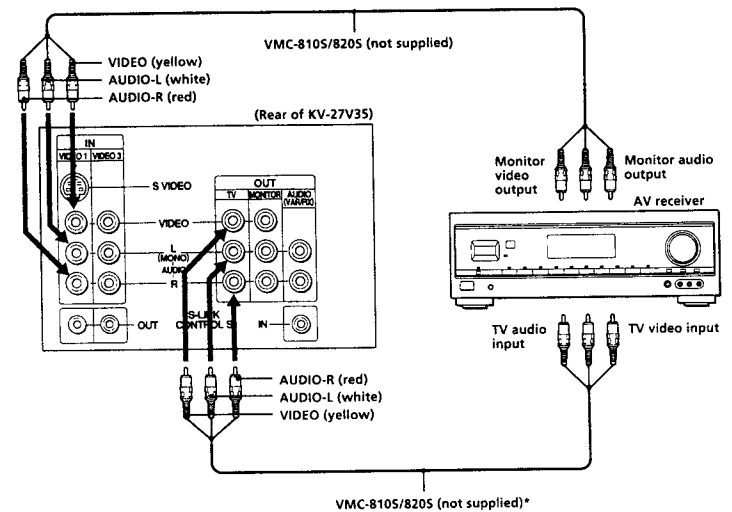 VMC-810S/820S (not supplied)
VIDEO (yellow)
AUDIO-L (white)
AUDIO-R (red)
(Rear of KV-27V35)
IN
VIDEO 1 VIDEO 3
S VIDEO
OUT
TV MONITOR AUDIO
(VAR/FIX)
VIDEO
L
(MONO)
AUDIO
R
OUT
S-LINK
CONTROL S
IN
Monitor
video
output
Monitor audio
output
AV receiver
TV audio
input
TV video input
AUDIO-R (red)
AUDIO-L (white)
VIDEO (yellow)
VMC-810S/820S (not supplied)*